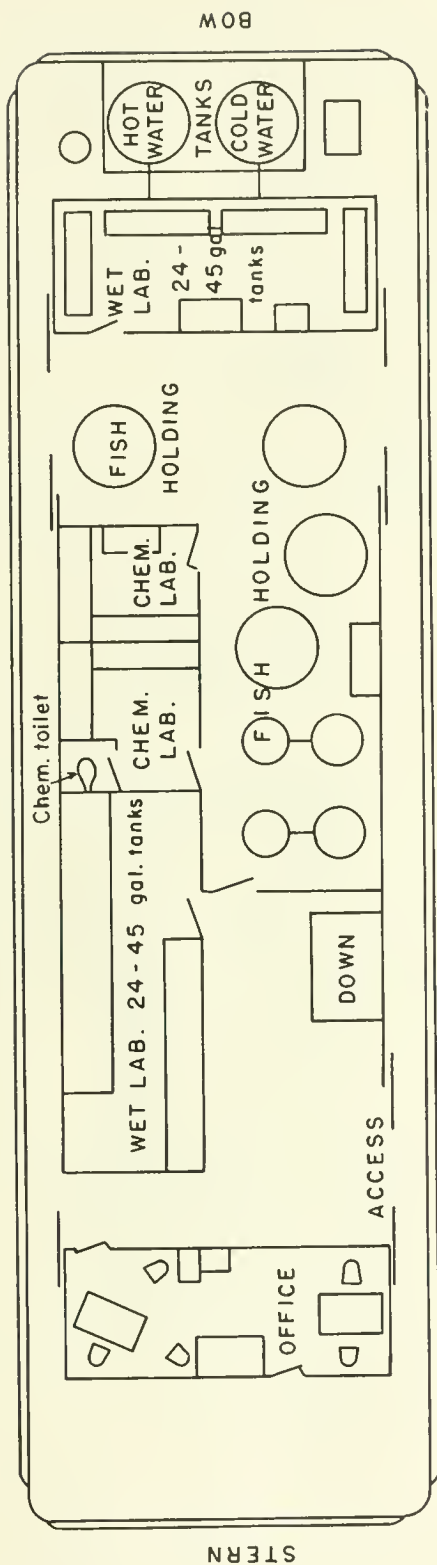 BOW
HOT
WATER
TANKS
COLD
WATER
WET
LAB.
24-
45 gal
tanks
FISH
HOLDING
CHEM.
LAB.
FISH HOLDING
Chem. toilet
CHEM.
LAB.
WET LAB. 24-45 gal. tanks
DOWN
ACCESS
OFFICE
STERN